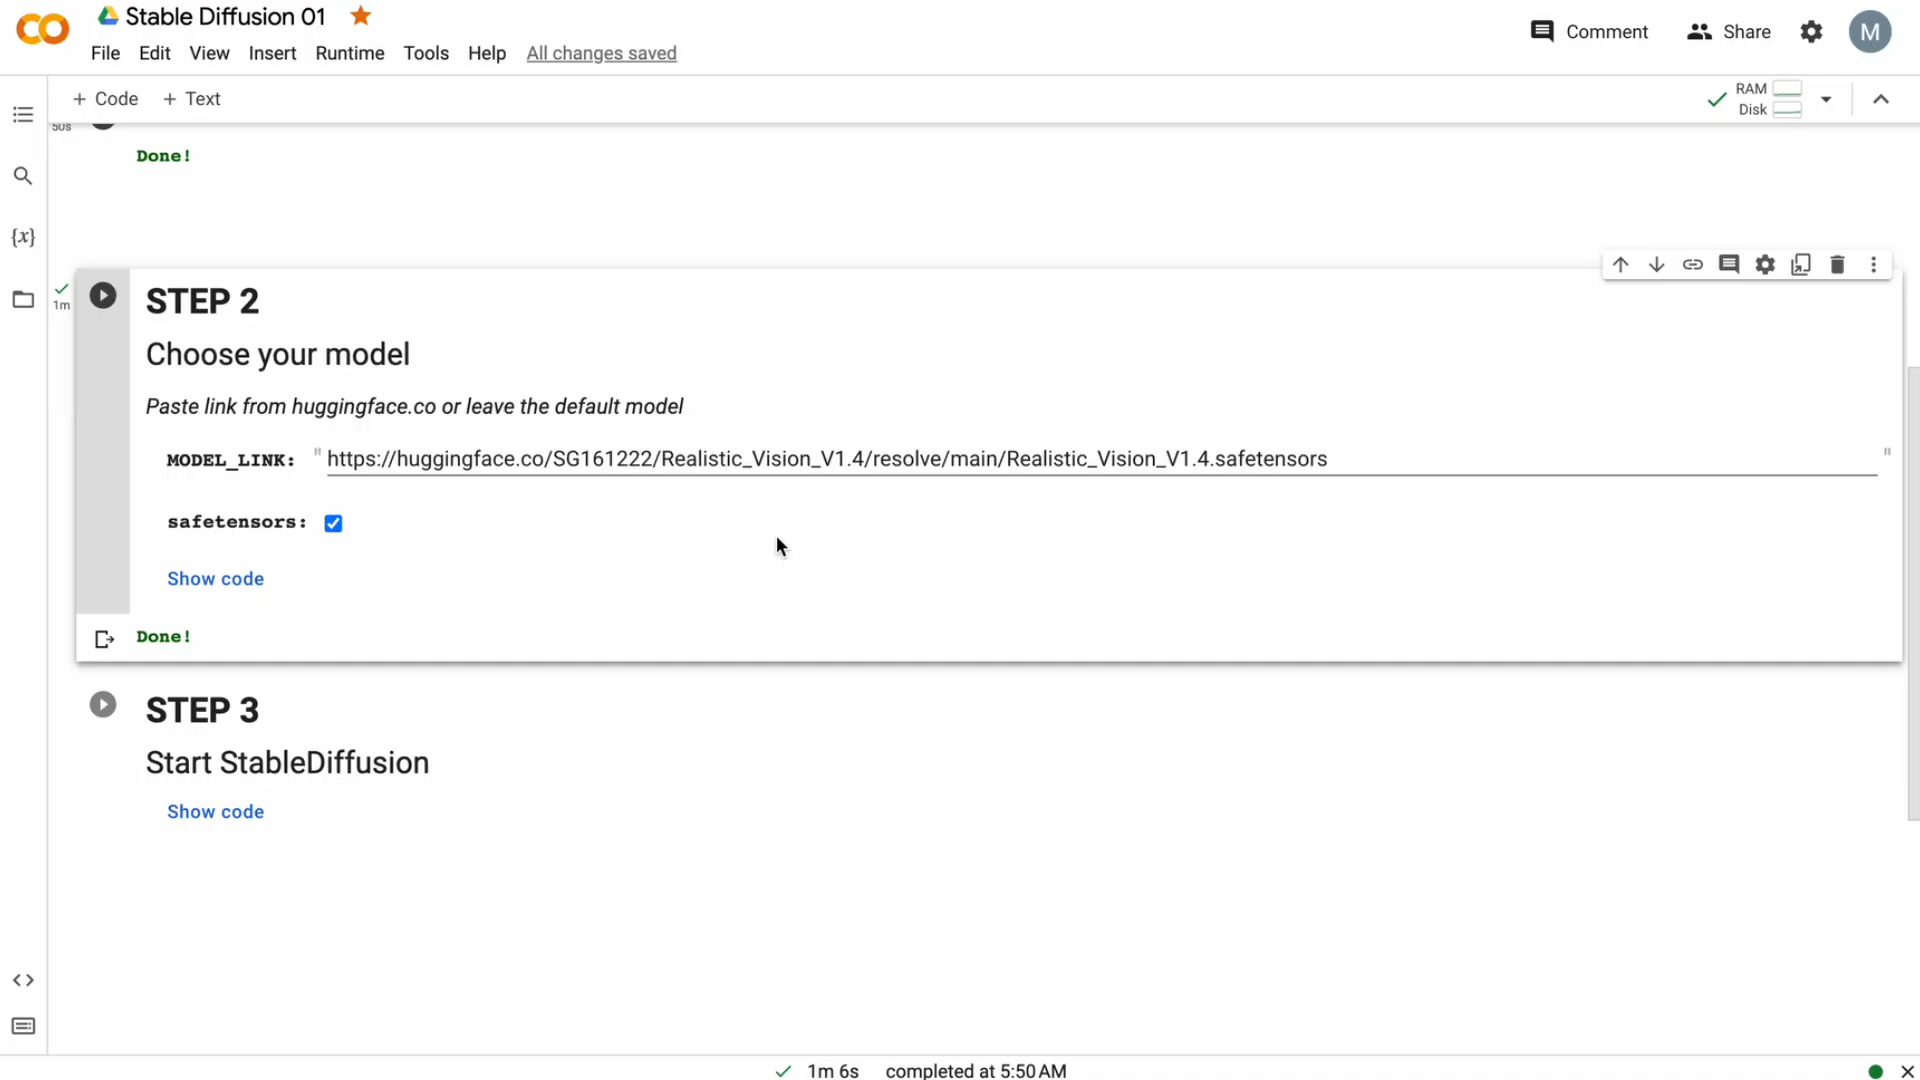 Stable Diffusion 01
Comment
Share
M
File Edit View Insert Runtime Tools Help All changes saved
+ Code + Text
RAM
Disk
50s
Done!
{x}
1m
STEP 2
Choose your model
Paste link from huggingface.co or leave the default model
MODEL_LINK: "https://huggingface.co/SG161222/Realistic_Vision_V1.4/resolve/main/Realistic_Vision_V1.4.safetensors"
safetensors:
Show code
Done!
STEP 3
Start StableDiffusion
Show code
1m 6s completed at 5:50 AM